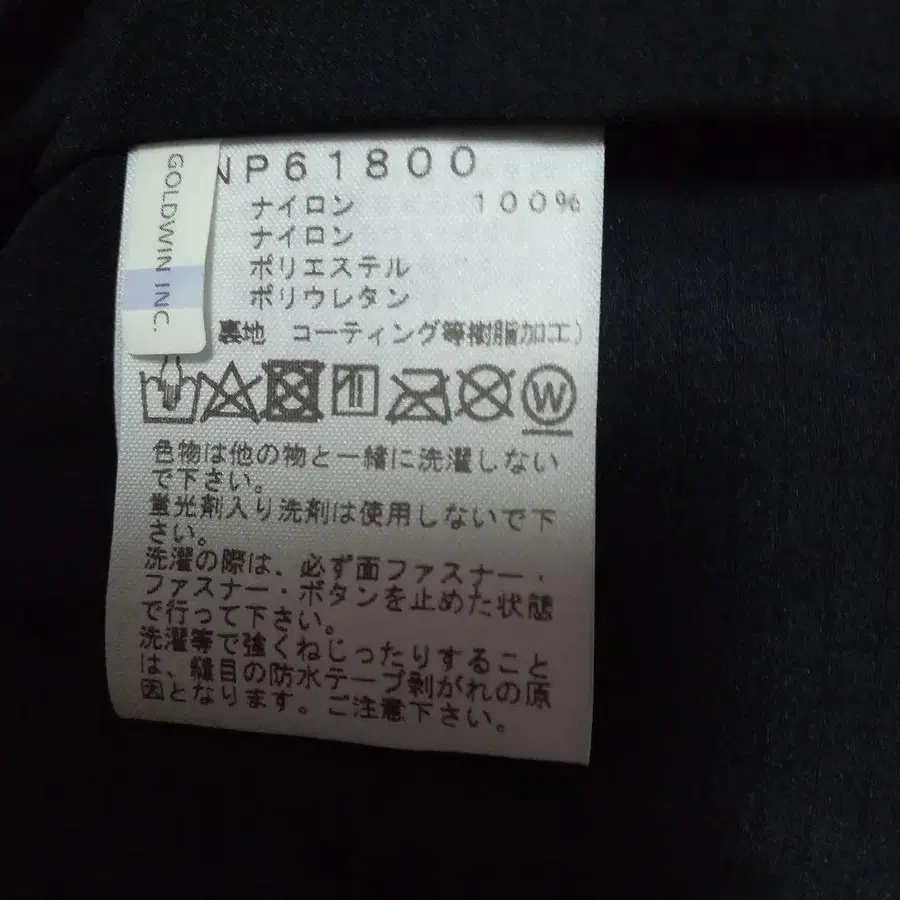 GOLDWIN INC.
NP61800
ナイロン 100%
ナイロン
ポリエステル
ポリウレタン
裏地 コーティング等樹脂加工)
W
色物は他の物と一緒に洗濯しない
で下さい。
蛍光剤入り洗剤は使用しないで下
さい。
洗濯の際は、必ず面ファスナー・
ファスナー・ボタンを止めた状態
で行って下さい。
洗濯等で強くねじったりすること
は、縫目の防水テープ剥がれの原
因となります。ご注意下さい。